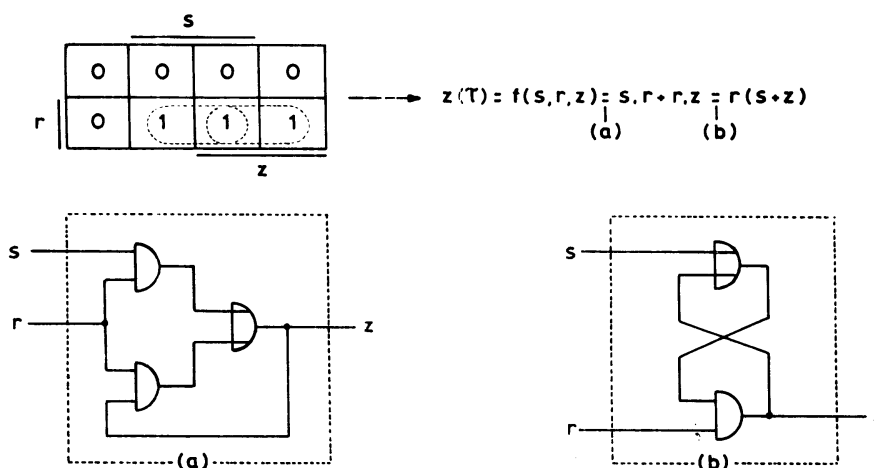 s
0 0 0 0
r 0 1 1 1
z
z(τ) = f(s,r,z) = s,r + r,z = r(s+z)
(a) (b)
s
r
z
(a)
s
r
(b)